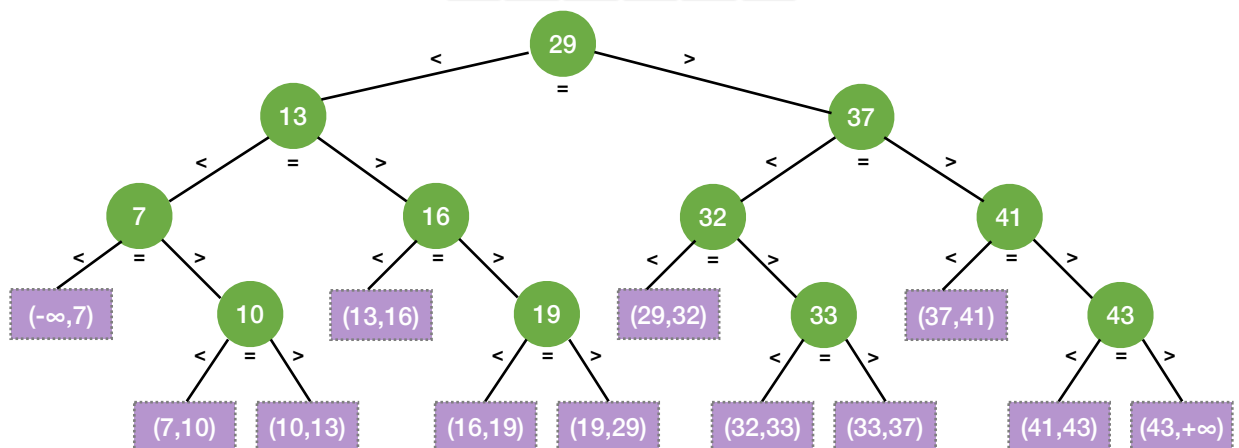 29
< >
=
13 37
< = > < = >
7 16 32 41
< = > < = > < = > < = >
(-∞,7) 10 (13,16) 19 (29,32) 33 (37,41) 43
< = > < = > < = > < = >
(7,10) (10,13) (16,19) (19,29) (32,33) (33,37) (41,43) (43,+∞)